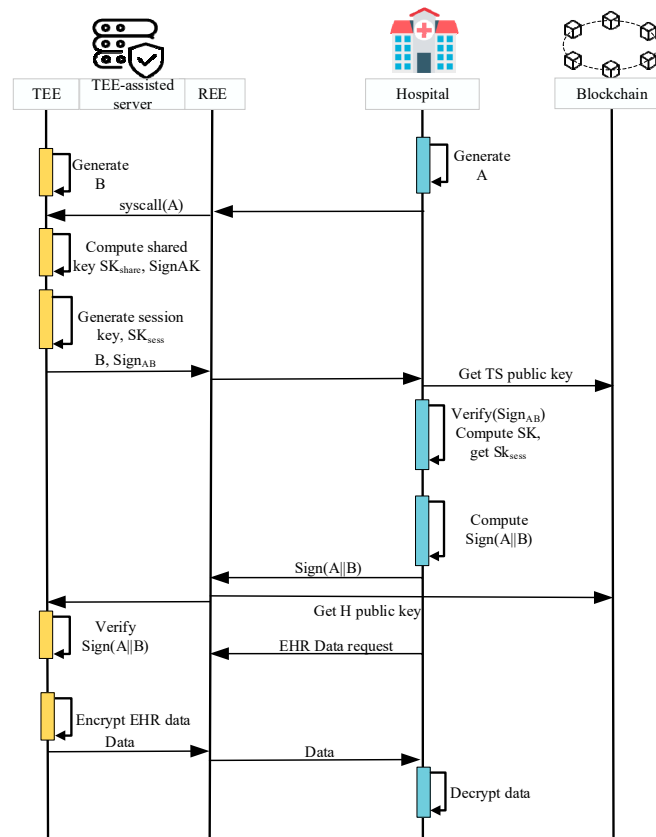 TEE
TEE-assisted
server
REE
Hospital
Blockchain
Generate
B
Generate
A
syscall(A)
Compute shared
key SKshare, SignAK
Generate session
key, SKsess
B, SignAB
Get TS public key
Verify(SignAB)
Compute SK,
get Sksess
Compute
Sign(A||B)
Sign(A||B)
Get H public key
Verify
Sign(A||B)
EHR Data request
Encrypt EHR data
Data
Data
Decrypt data